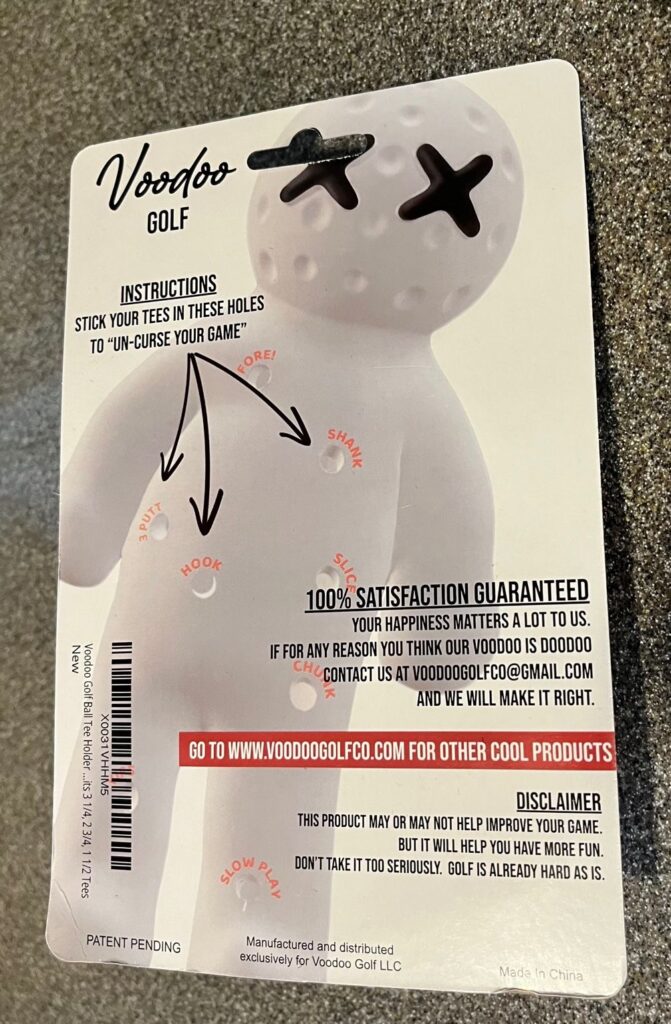 Voodoo
GOLF
INSTRUCTIONS
STICK YOUR TEES IN THESE HOLES
TO "UN-CURSE YOUR GAME"
FORE!
SHANK
3 PUTT
HOOK
SLICE
100% SATISFACTION GUARANTEED
YOUR HAPPINESS MATTERS A LOT TO US.
IF FOR ANY REASON YOU THINK OUR VOODOO IS DOODOO
CONTACT US AT VOODOOGOLFCO@GMAIL.COM
AND WE WILL MAKE IT RIGHT.
CHUNK
GO TO WWW.VOODOOGOLFCO.COM FOR OTHER COOL PRODUCTS
X0031VHHM5
Voodoo Golf Ball Tee Holder ...its 3 1/4, 2 3/4, 1 1/2 Tees
New
DISCLAIMER
THIS PRODUCT MAY OR MAY NOT HELP IMPROVE YOUR GAME.
BUT IT WILL HELP YOU HAVE MORE FUN.
DON'T TAKE IT TOO SERIOUSLY. GOLF IS ALREADY HARD AS IS.
SLOW PLAY
PATENT PENDING
Manufactured and distributed
exclusively for Voodoo Golf LLC
Made In China